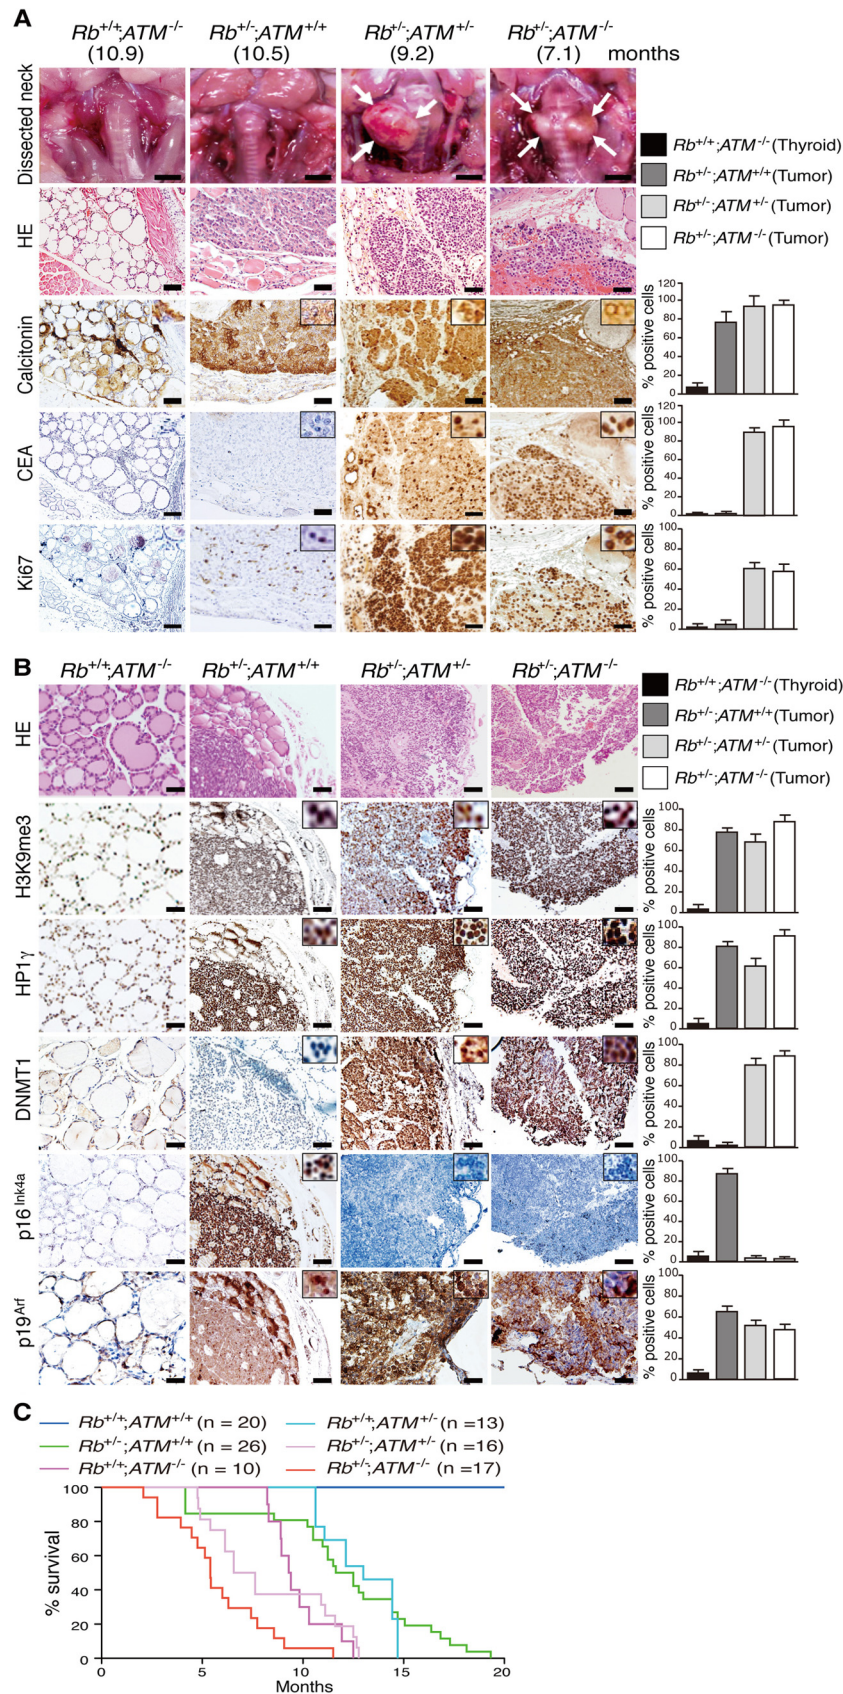 A
Rb+/+;ATM-/- Rb+/-;ATM+/+ Rb+/-;ATM+/- Rb+/-;ATM-/-
(10.9) (10.5) (9.2) (7.1) months
Dissected neck
Rb+/+;ATM-/- (Thyroid)
Rb+/-;ATM+/+ (Tumor)
Rb+/-;ATM+/- (Tumor)
Rb+/-;ATM-/- (Tumor)
HE
Calcitonin
% positive cells
120
100
80
60
40
20
0
CEA
% positive cells
120
100
80
60
40
20
0
Ki67
% positive cells
100
80
60
40
20
0
B
Rb+/+;ATM-/- Rb+/-;ATM+/+ Rb+/-;ATM+/- Rb+/-;ATM-/-
Rb+/+;ATM-/- (Thyroid)
Rb+/-;ATM+/+ (Tumor)
Rb+/-;ATM+/- (Tumor)
Rb+/-;ATM-/- (Tumor)
HE
H3K9me3
% positive cells
100
80
60
40
20
0
HP1γ
% positive cells
100
80
60
40
20
0
DNMT1
% positive cells
100
80
60
40
20
0
p16Ink4a
% positive cells
100
80
60
40
20
0
p19Arf
% positive cells
100
80
60
40
20
0
C
Rb+/+;ATM+/+ (n = 20) Rb+/+;ATM+/- (n =13)
Rb+/-;ATM+/+ (n = 26) Rb+/-;ATM+/- (n =16)
Rb+/+;ATM-/- (n = 10) Rb+/-;ATM-/- (n =17)
% survival
100
80
60
40
20
0
0 5 10 15 20
Months